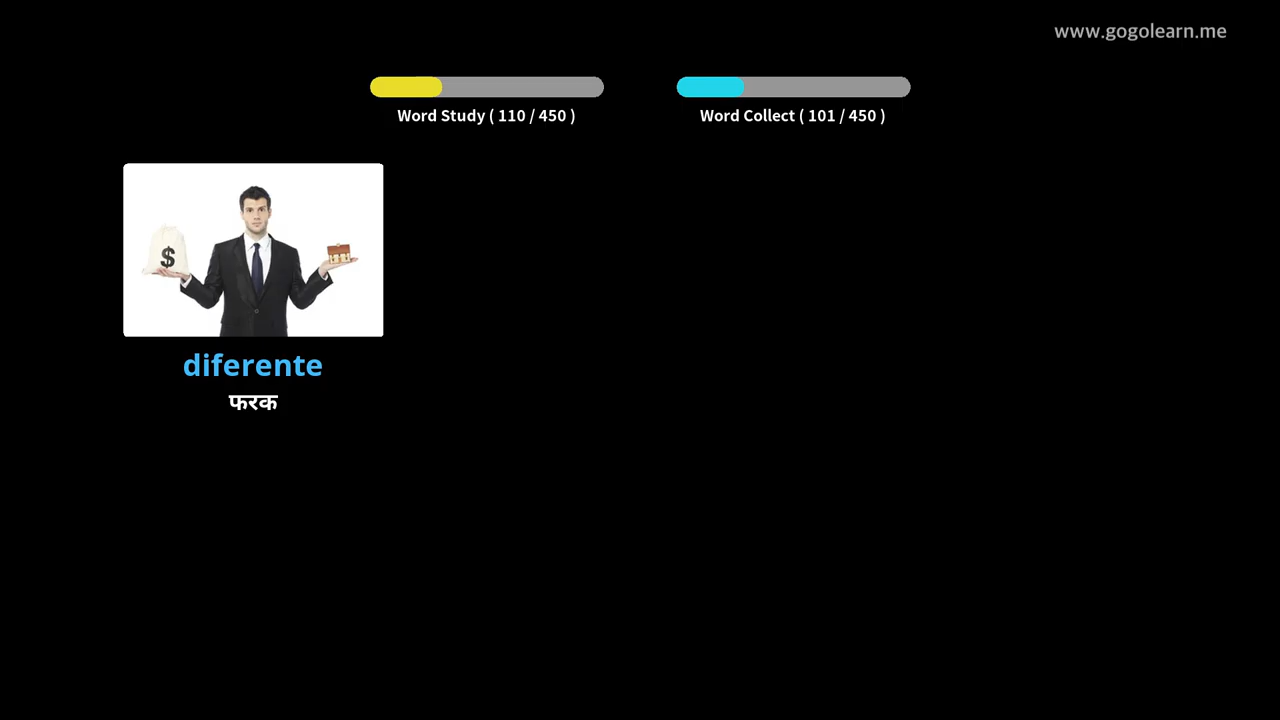 www.gogolearn.me
Word Study ( 110 / 450 )
Word Collect ( 101 / 450 )
$
diferente
फरक